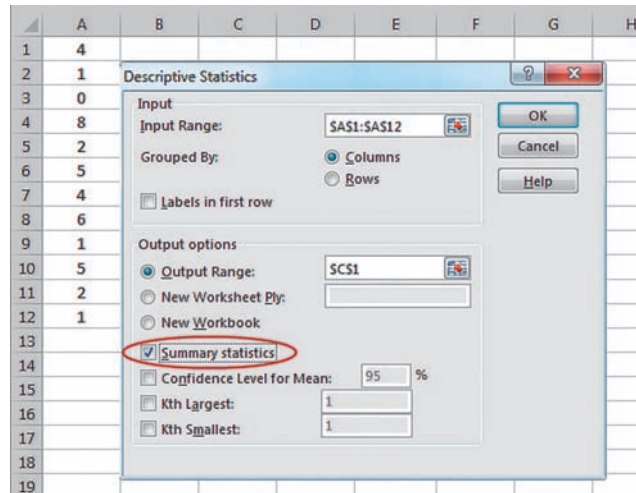 A B C D E F G H
1 4
2 1 Descriptive Statistics
3 0 Input
4 8 Input Range: $A$1:$A$12 OK
5 2 Grouped By: Columns Cancel
6 5 Rows
7 4 Labels in first row Help
8 6
9 1 Output options
10 5 Output Range: $C$1
11 2 New Worksheet Ply:
12 1 New Workbook
13 Summary statistics
14 Confidence Level for Mean: 95 %
15 Kth Largest: 1
16
17 Kth Smallest: 1
18
19